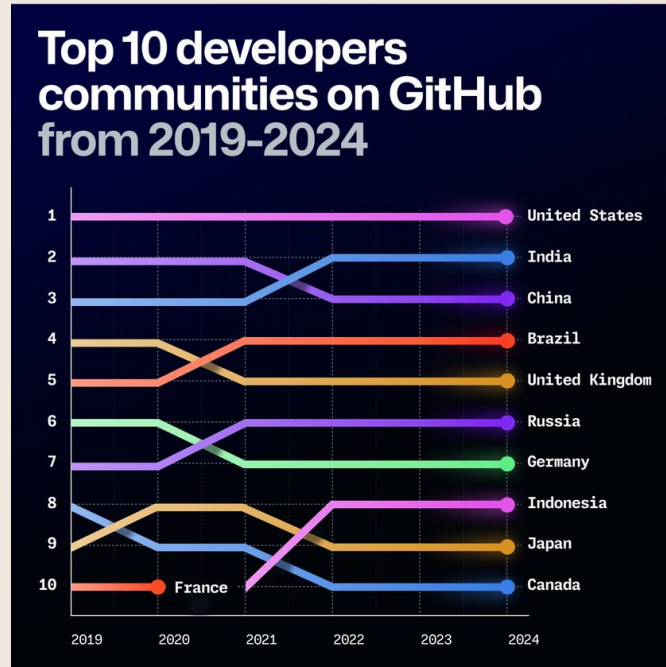 Top 10 developers
communities on GitHub
from 2019-2024
1
United States
2
India
3
China
4
Brazil
5
United Kingdom
6
Russia
7
Germany
8
Indonesia
9
Japan
10
France
Canada
2019
2020
2021
2022
2023
2024